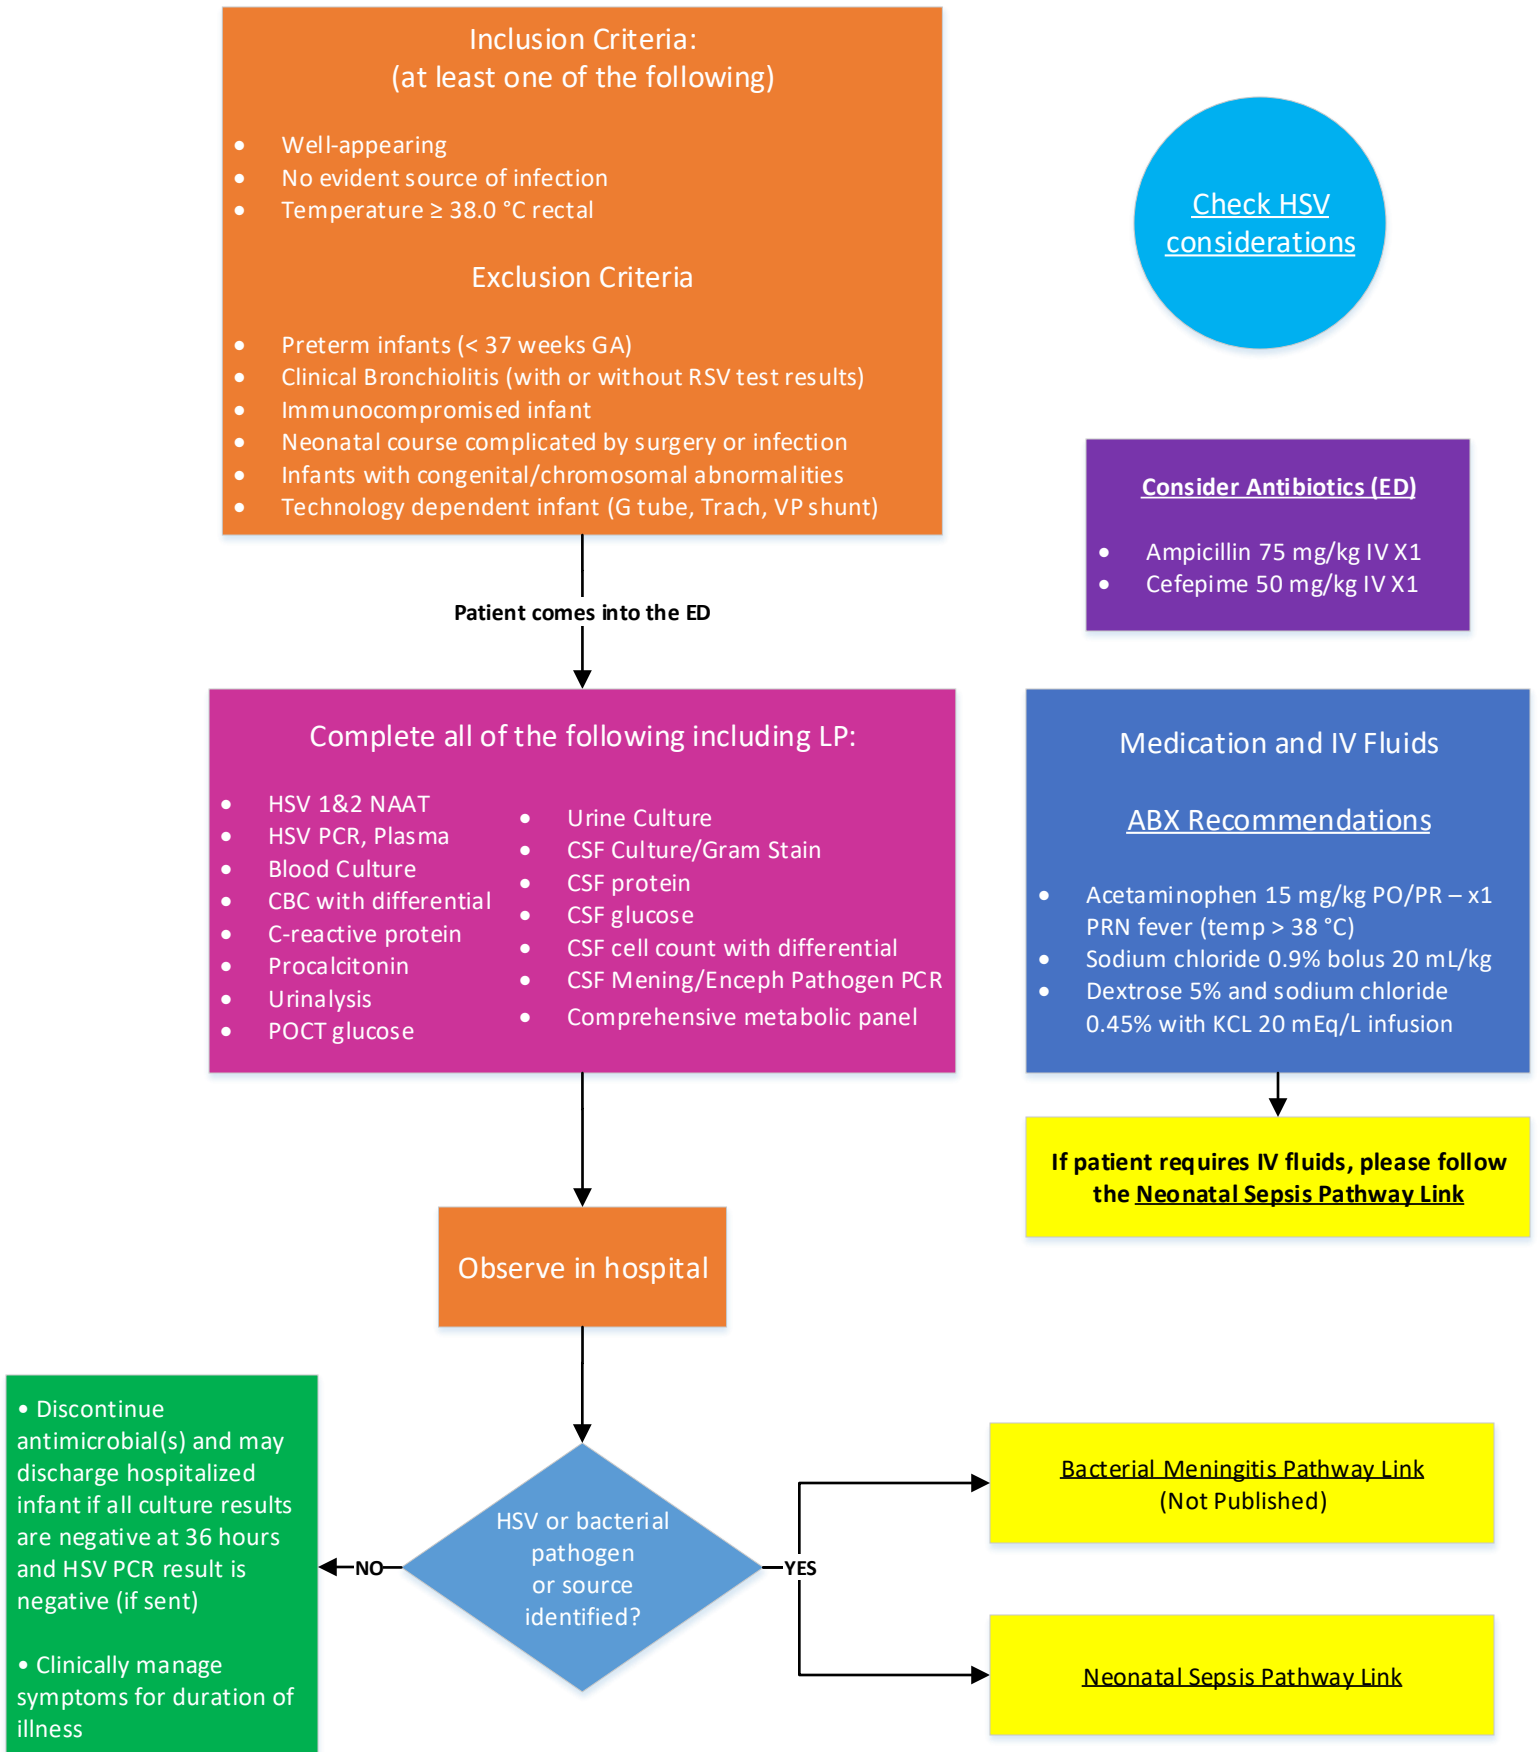 Inclusion Criteria:
(at least one of the following)
• Well-appearing
• No evident source of infection
• Temperature ≥ 38.0 °C rectal
Exclusion Criteria
• Preterm infants (< 37 weeks GA)
• Clinical Bronchiolitis (with or without RSV test results)
• Immunocompromised infant
• Neonatal course complicated by surgery or infection
• Infants with congenital/chromosomal abnormalities
• Technology dependent infant (G tube, Trach, VP shunt)
Check HSV
considerations
Consider Antibiotics (ED)
• Ampicillin 75 mg/kg IV X1
• Cefepime 50 mg/kg IV X1
Patient comes into the ED
Complete all of the following including LP:
• HSV 1&2 NAAT
• HSV PCR, Plasma
• Blood Culture
• CBC with differential
• C-reactive protein
• Procalcitonin
• Urinalysis
• POCT glucose
• Urine Culture
• CSF Culture/Gram Stain
• CSF protein
• CSF glucose
• CSF cell count with differential
• CSF Mening/Enceph Pathogen PCR
• Comprehensive metabolic panel
Medication and IV Fluids
ABX Recommendations
• Acetaminophen 15 mg/kg PO/PR – x1
PRN fever (temp > 38 °C)
• Sodium chloride 0.9% bolus 20 mL/kg
• Dextrose 5% and sodium chloride
0.45% with KCL 20 mEq/L infusion
If patient requires IV fluids, please follow
the Neonatal Sepsis Pathway Link
Observe in hospital
HSV or bacterial
pathogen
or source
identified?
NO
• Discontinue
antimicrobial(s) and may
discharge hospitalized
infant if all culture results
are negative at 36 hours
and HSV PCR result is
negative (if sent)
• Clinically manage
symptoms for duration of
illness
YES
Bacterial Meningitis Pathway Link
(Not Published)
Neonatal Sepsis Pathway Link